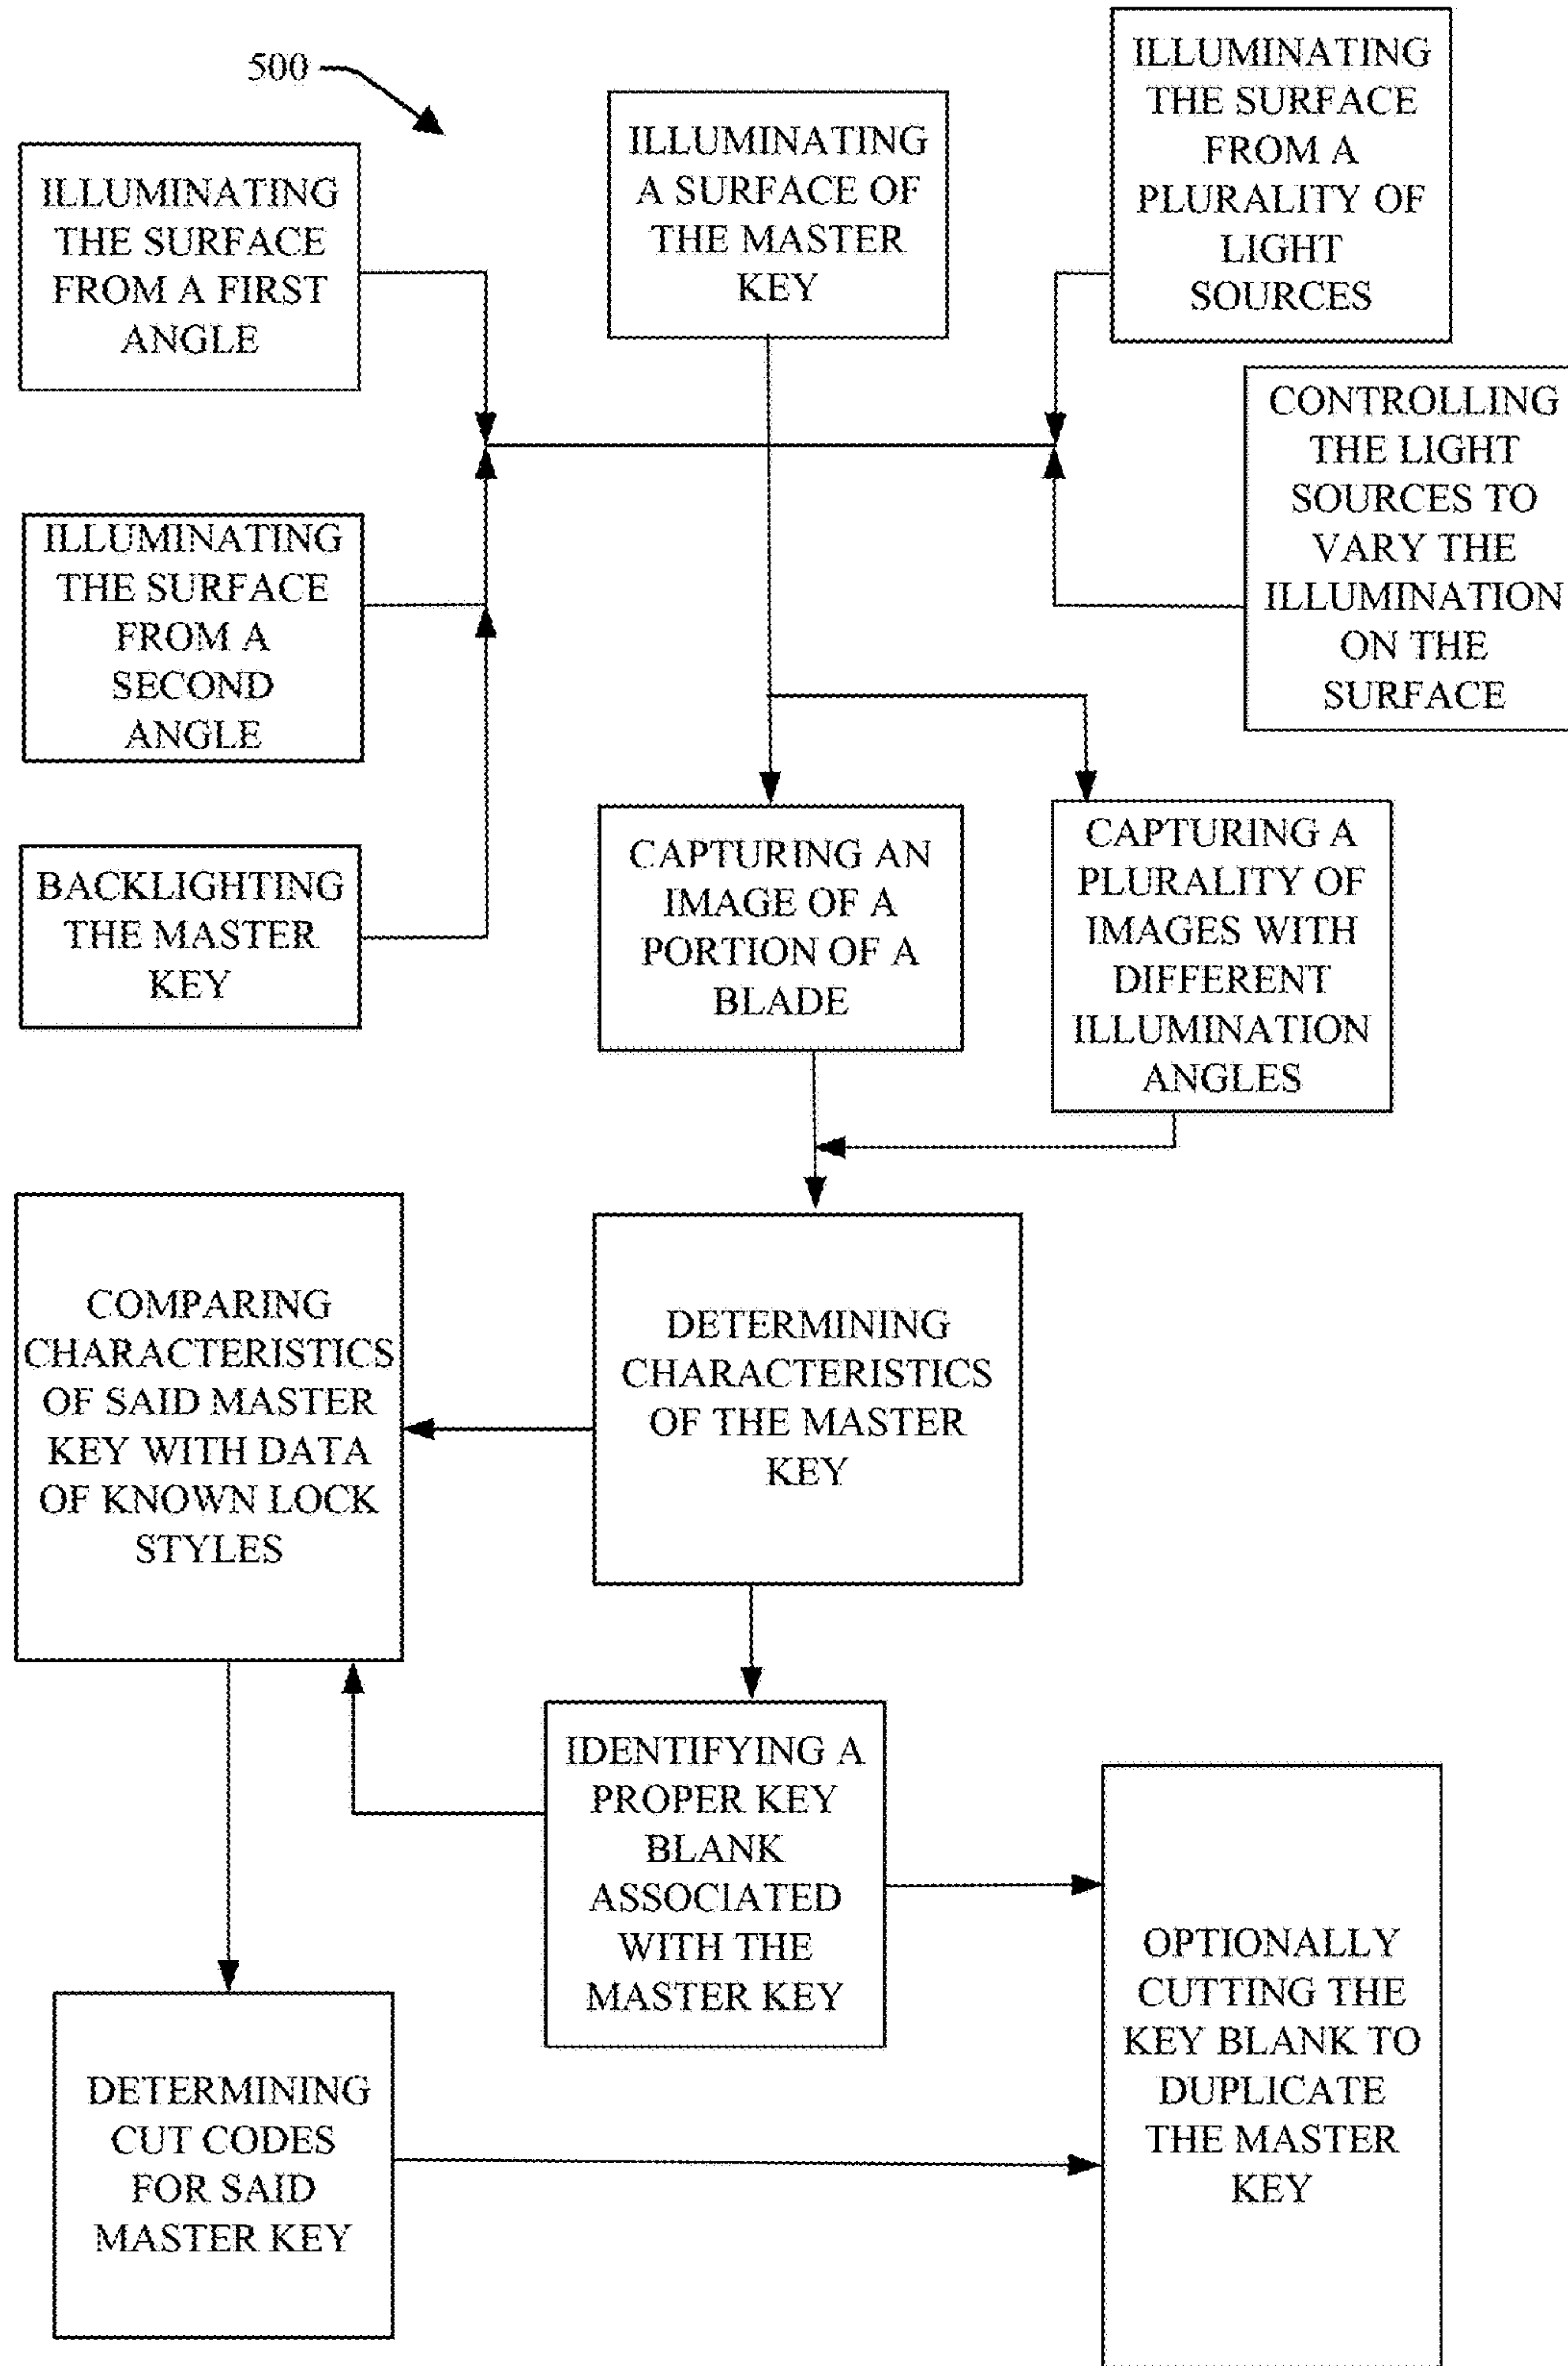 500
ILLUMINATING
THE SURFACE
FROM A FIRST
ANGLE
ILLUMINATING
A SURFACE OF
THE MASTER
KEY
ILLUMINATING
THE SURFACE
FROM A
PLURALITY OF
LIGHT
SOURCES
CONTROLLING
THE LIGHT
SOURCES TO
VARY THE
ILLUMINATION
ON THE
SURFACE
ILLUMINATING
THE SURFACE
FROM A
SECOND
ANGLE
BACKLIGHTING
THE MASTER
KEY
CAPTURING AN
IMAGE OF A
PORTION OF A
BLADE
CAPTURING A
PLURALITY OF
IMAGES WITH
DIFFERENT
ILLUMINATION
ANGLES
COMPARING
CHARACTERISTICS
OF SAID MASTER
KEY WITH DATA
OF KNOWN LOCK
STYLES
DETERMINING
CHARACTERISTICS
OF THE MASTER
KEY
IDENTIFYING A
PROPER KEY
BLANK
ASSOCIATED
WITH THE
MASTER KEY
DETERMINING
CUT CODES
FOR SAID
MASTER KEY
OPTIONALLY
CUTTING THE
KEY BLANK TO
DUPLICATE
THE MASTER
KEY